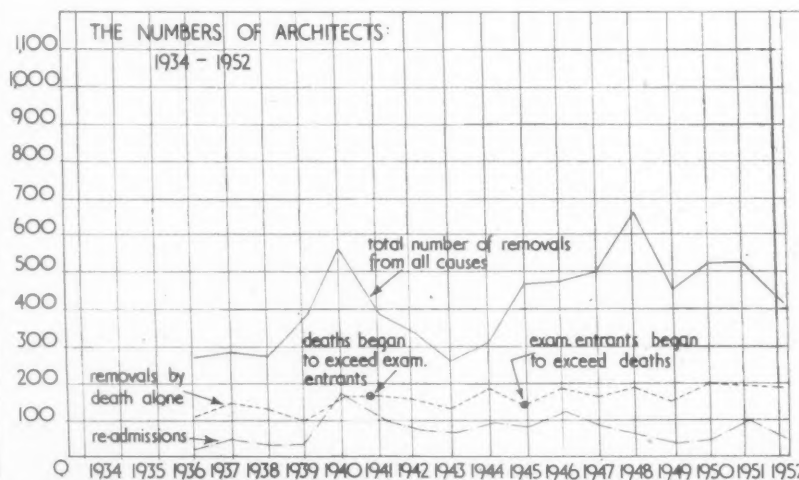 THE NUMBERS OF ARCHITECTS:
1934 – 1952
1,100
1,000
900
800
700
600
500
400
300
200
100
0
total number of removals
from all causes
deaths began
to exceed exam.
entrants
exam. entrants began
to exceed deaths
removals by
death alone
re-admissions
1934 1935 1936 1937 1938 1939 1940 1941 1942 1943 1944 1945 1946 1947 1948 1949 1950 1951 1952